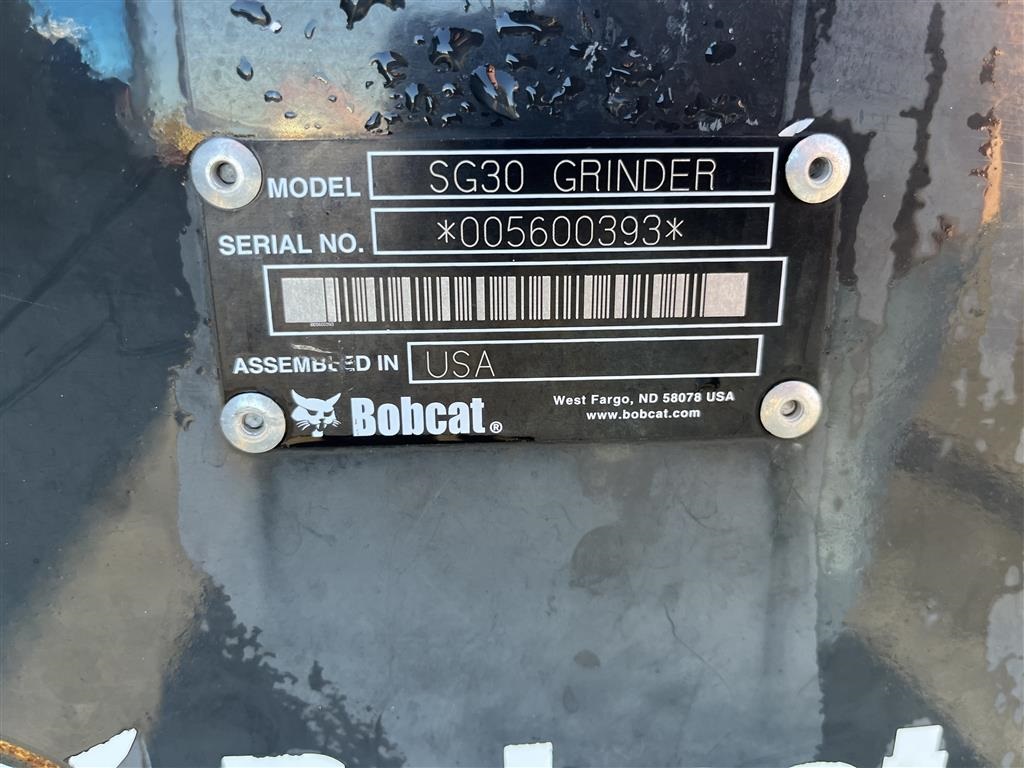 MODEL SG30 GRINDER
SERIAL NO. *005600393*
ASSEMBLED IN USA
Bobcat®
West Fargo, ND 58078 USA
www.bobcat.com